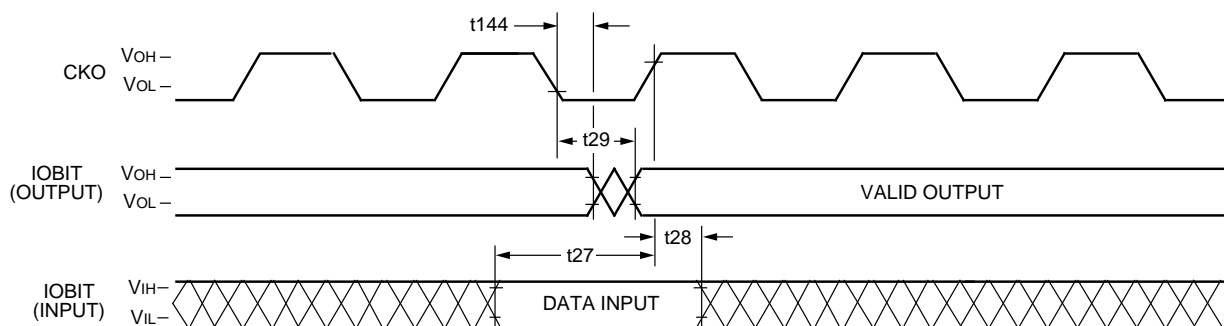 t144
VOH
CKO
VOL
t29
IOBIT
(OUTPUT)
VOH
VOL
VALID OUTPUT
t28
t27
IOBIT
(INPUT)
VIH
VIL
DATA INPUT